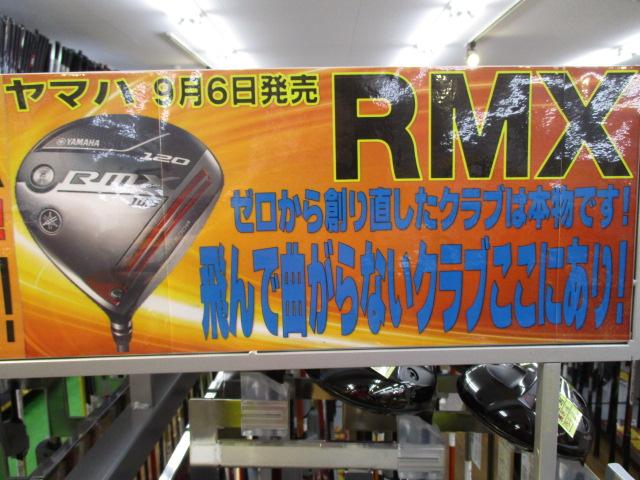 ヤマハ 9月6日発売
RMX
YAMAHA
120
RMX
ゼロから創り直したクラブは本物です!
飛んで曲がらないクラブここにあり!